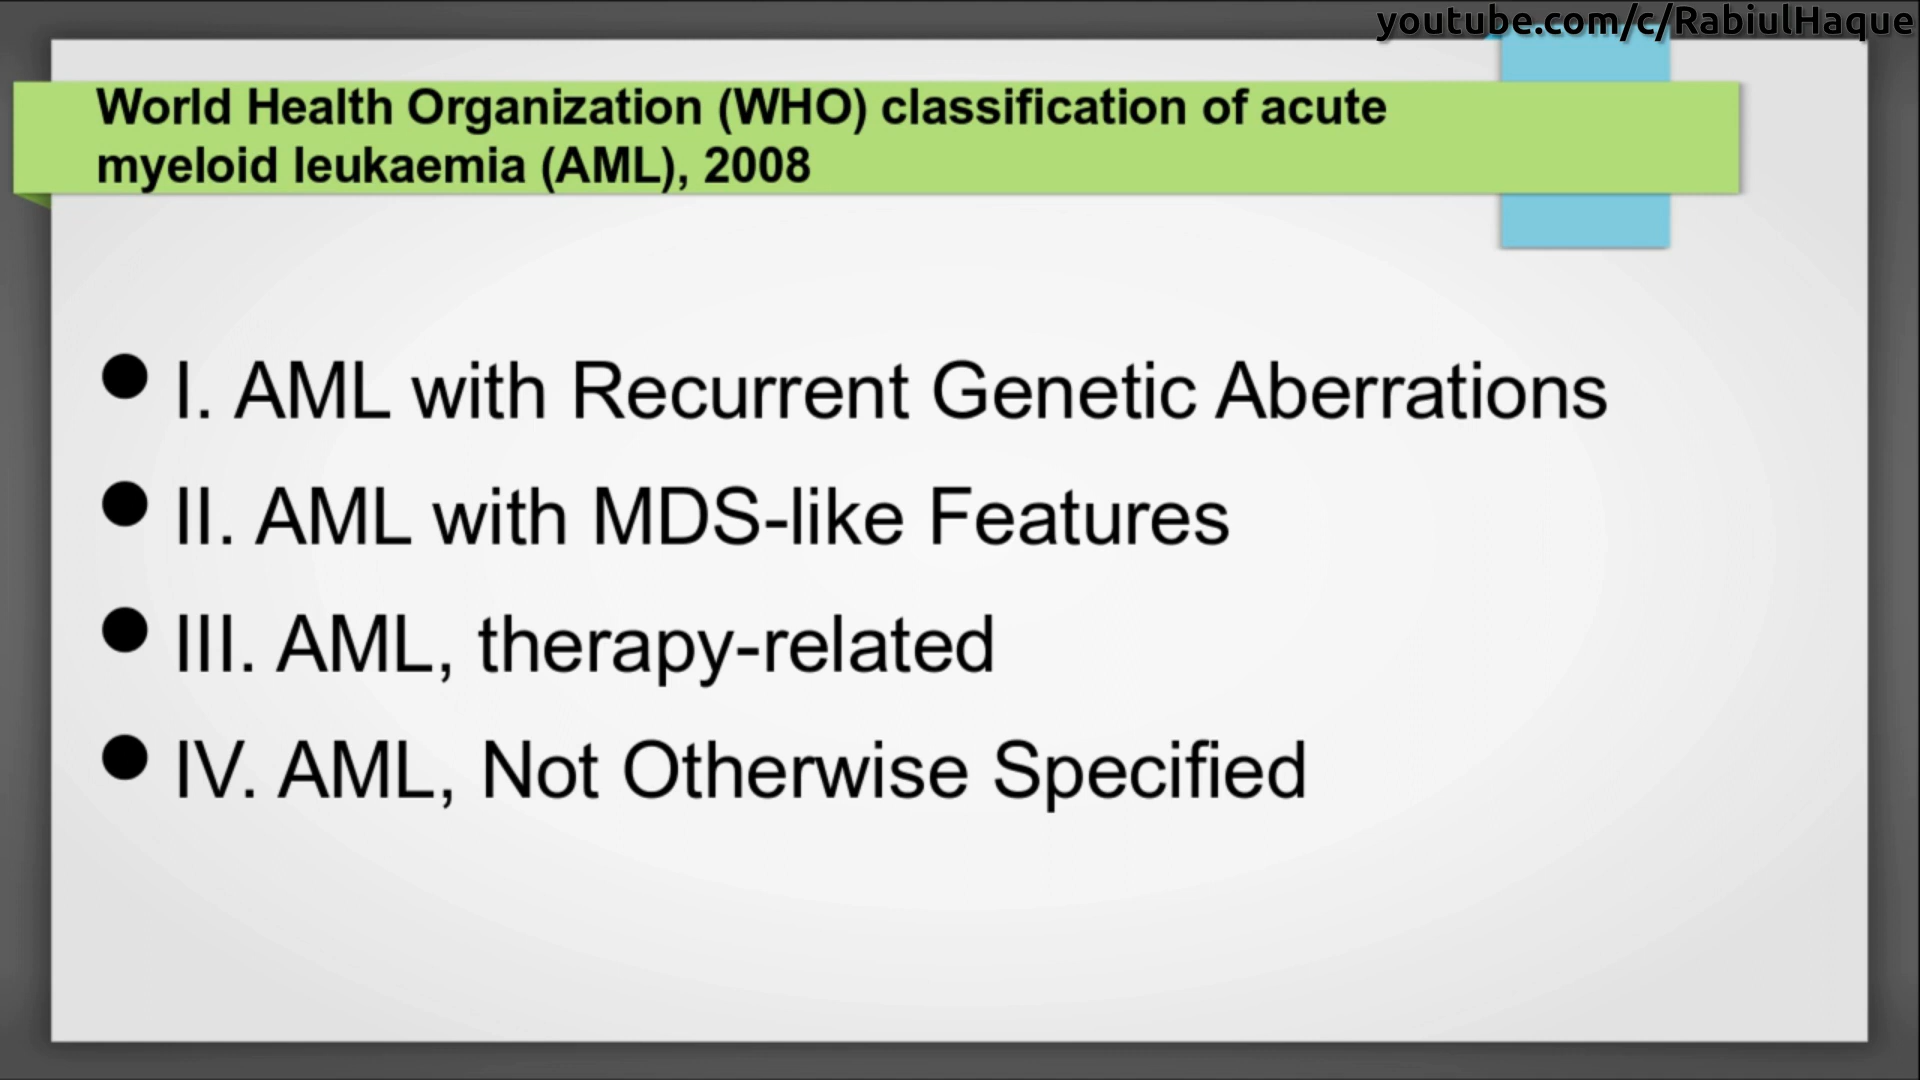 youtube.com/c/RabiulHaque
World Health Organization (WHO) classification of acute
myeloid leukaemia (AML), 2008
● I. AML with Recurrent Genetic Aberrations
● II. AML with MDS-like Features
● III. AML, therapy-related
● IV. AML, Not Otherwise Specified